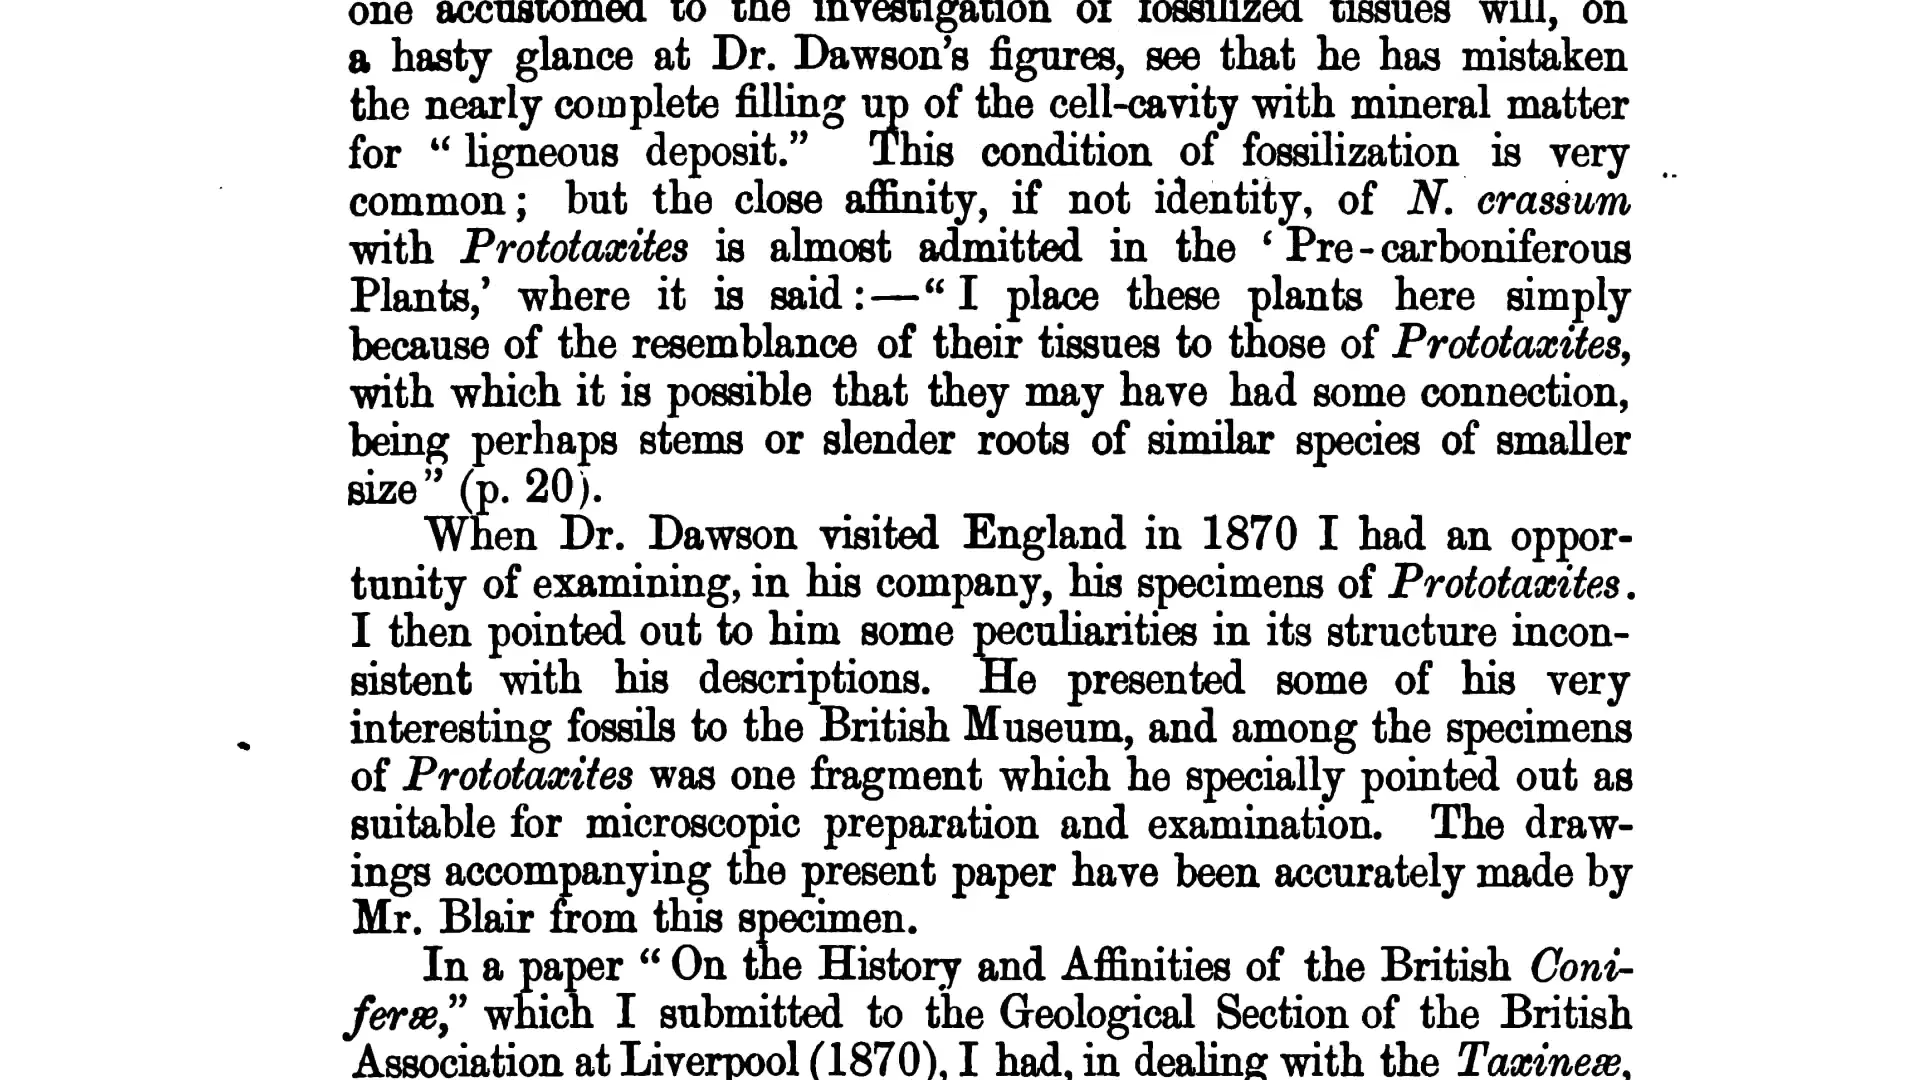 one accustomed to the investigation of fossilized tissues will, on
a hasty glance at Dr. Dawson's figures, see that he has mistaken
the nearly complete filling up of the cell-cavity with mineral matter
for “ ligneous deposit.” This condition of fossilization is very
common; but the close affinity, if not identity, of N. crassum
with Prototaxites is almost admitted in the ‘ Pre-carboniferous
Plants,’ where it is said:—“ I place these plants here simply
because of the resemblance of their tissues to those of Prototaxites,
with which it is possible that they may have had some connection,
being perhaps stems or slender roots of similar species of smaller
size” (p. 20).
When Dr. Dawson visited England in 1870 I had an oppor-
tunity of examining, in his company, his specimens of Prototaxites.
I then pointed out to him some peculiarities in its structure incon-
sistent with his descriptions. He presented some of his very
interesting fossils to the British Museum, and among the specimens
of Prototaxites was one fragment which he specially pointed out as
suitable for microscopic preparation and examination. The draw-
ings accompanying the present paper have been accurately made by
Mr. Blair from this specimen.
In a paper “ On the History and Affinities of the British Coni-
feræ,” which I submitted to the Geological Section of the British
Association at Liverpool (1870), I had, in dealing with the Taxineæ,